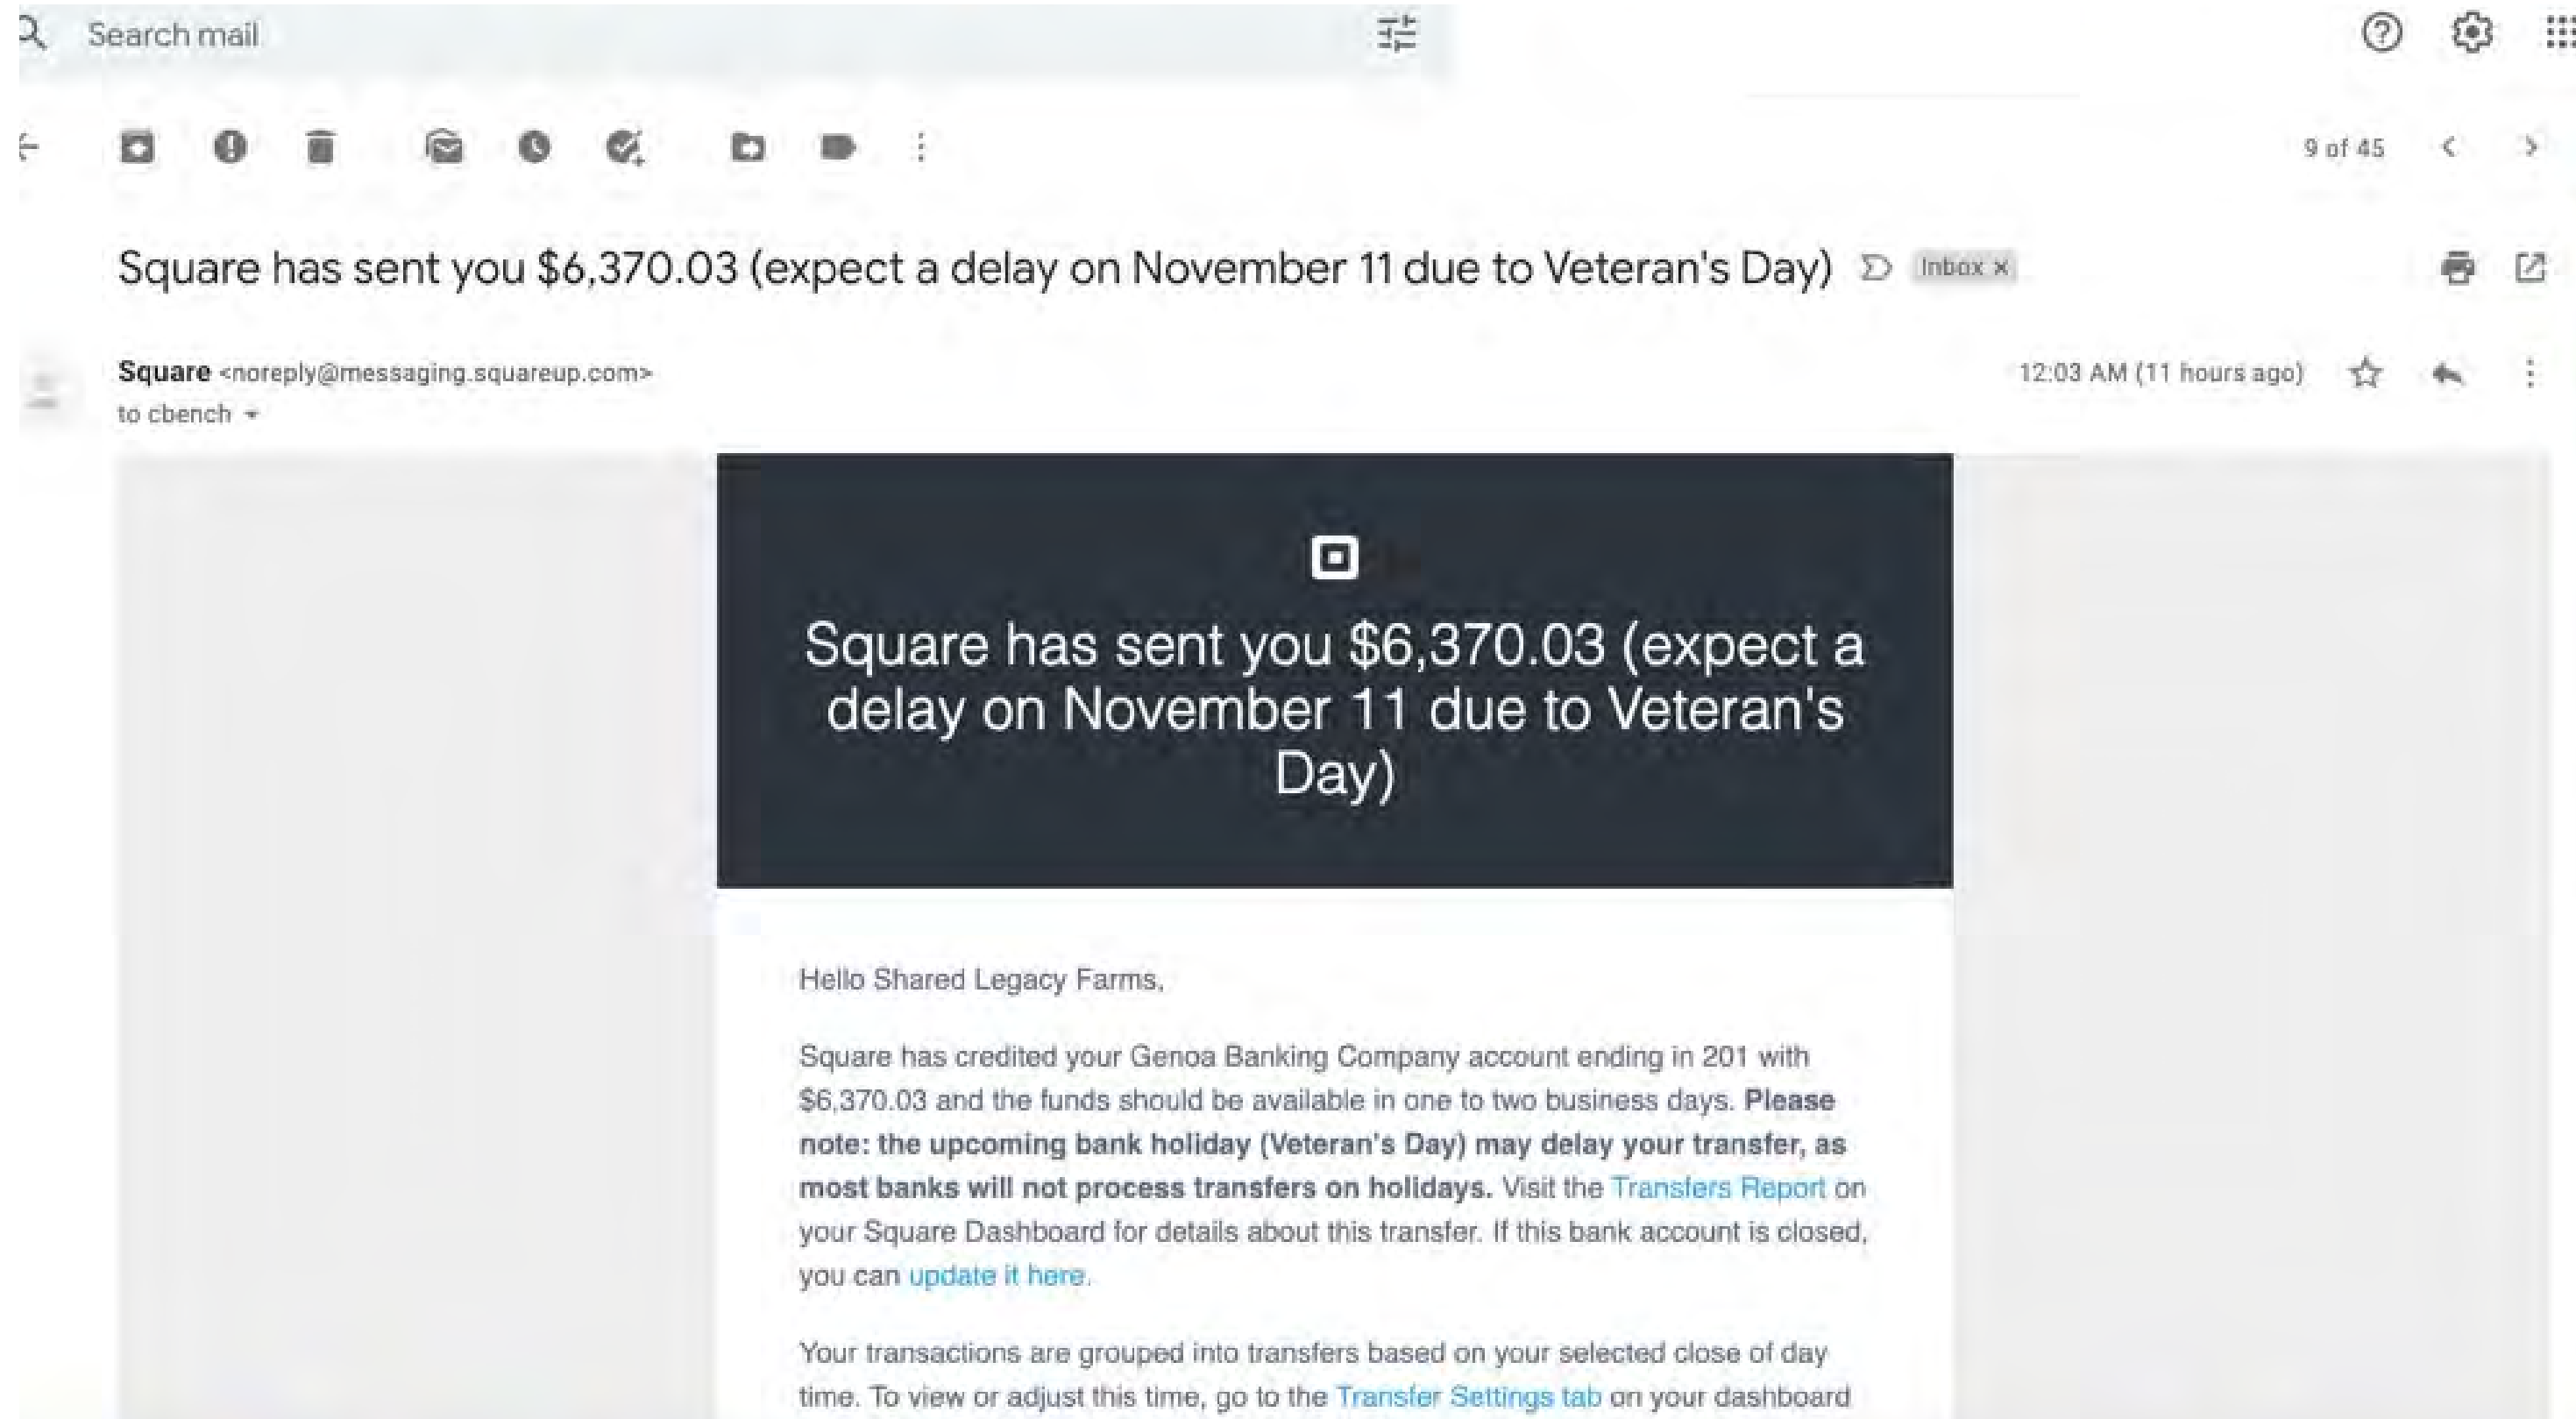 Search mail
9 of 45
Square has sent you $6,370.03 (expect a delay on November 11 due to Veteran's Day) Inbox x
Square <noreply@messaging.squareup.com> 12:03 AM (11 hours ago)
to cbench
Square has sent you $6,370.03 (expect a
delay on November 11 due to Veteran's
Day)
Hello Shared Legacy Farms,
Square has credited your Genoa Banking Company account ending in 201 with
$6,370.03 and the funds should be available in one to two business days. Please
note: the upcoming bank holiday (Veteran's Day) may delay your transfer, as
most banks will not process transfers on holidays. Visit the Transfers Report on
your Square Dashboard for details about this transfer. If this bank account is closed,
you can update it here.
Your transactions are grouped into transfers based on your selected close of day
time. To view or adjust this time, go to the Transfer Settings tab on your dashboard